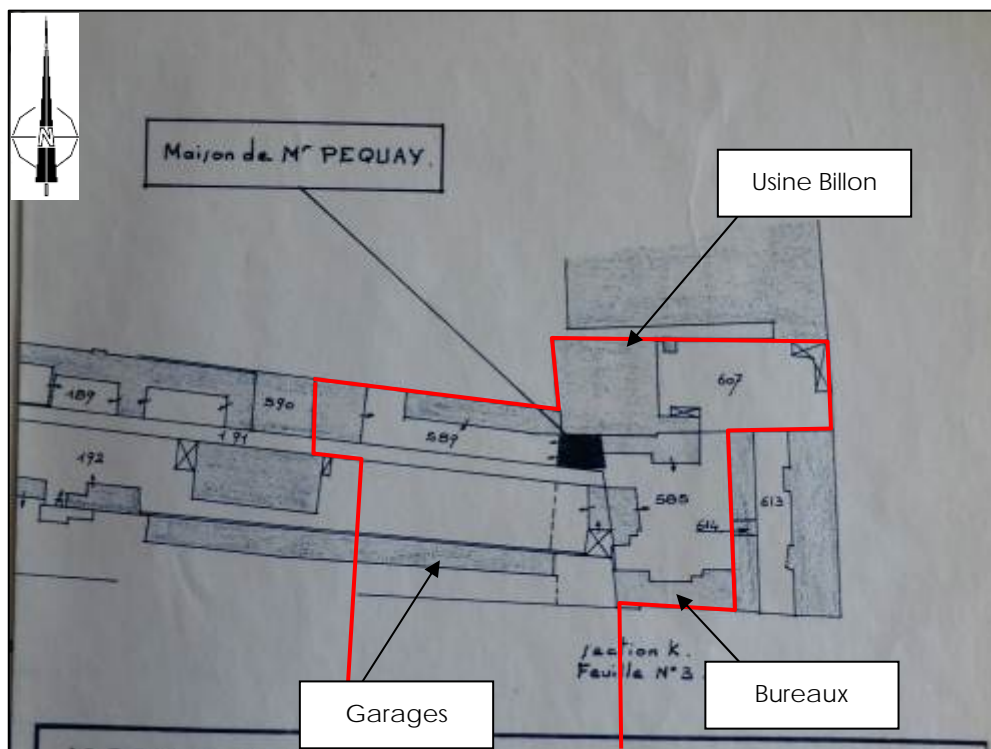 N
Maison de Mr PEQUAY.
Usine Billon
607
189
590
191
589
192
585
613
614
Section K.
Feuille N° 3
Bureaux
Garages